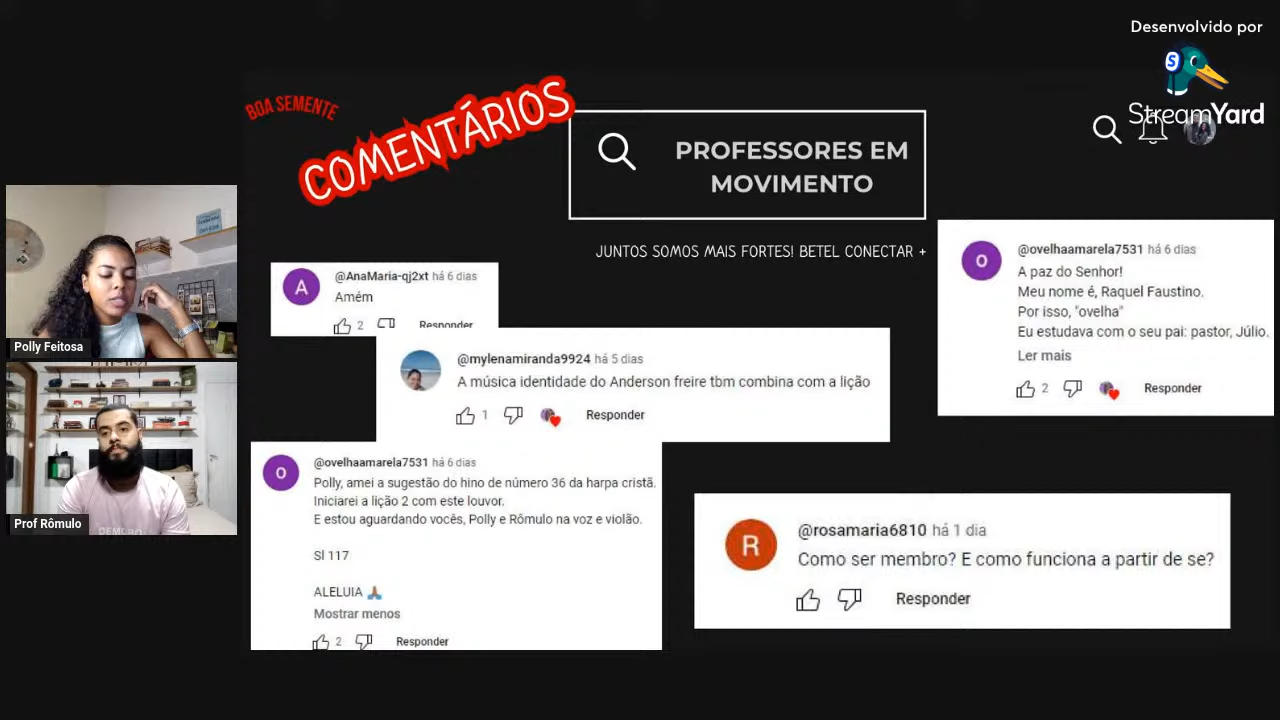 Desenvolvido por
StreamYard
BOA SEMENTE
COMENTÁRIOS
PROFESSORES EM
MOVIMENTO
JUNTOS SOMOS MAIS FORTES! BETEL CONECTAR +
A
@AnaMaria-qj2xt há 6 dias
Amém
2 Responder
@mylenamiranda9924 há 5 dias
A música identidade do Anderson freire tbm combina com a lição
1 Responder
O
@ovelhaamarela7531 há 6 dias
A paz do Senhor!
Meu nome é, Raquel Faustino.
Por isso, "ovelha"
Eu estudava com o seu pai: pastor, Júlio.
Ler mais
2 Responder
O
@ovelhaamarela7531 há 6 dias
Polly, amei a sugestão do hino de número 36 da harpa cristã.
Iniciarei a lição 2 com este louvor.
E estou aguardando vocês, Polly e Rômulo na voz e violão.
Sl 117
ALELUIA 🙏🏽
Mostrar menos
2 Responder
R
@rosamaria6810 há 1 dia
Como ser membro? E como funciona a partir de se?
Responder
Polly Feitosa
Prof Rômulo